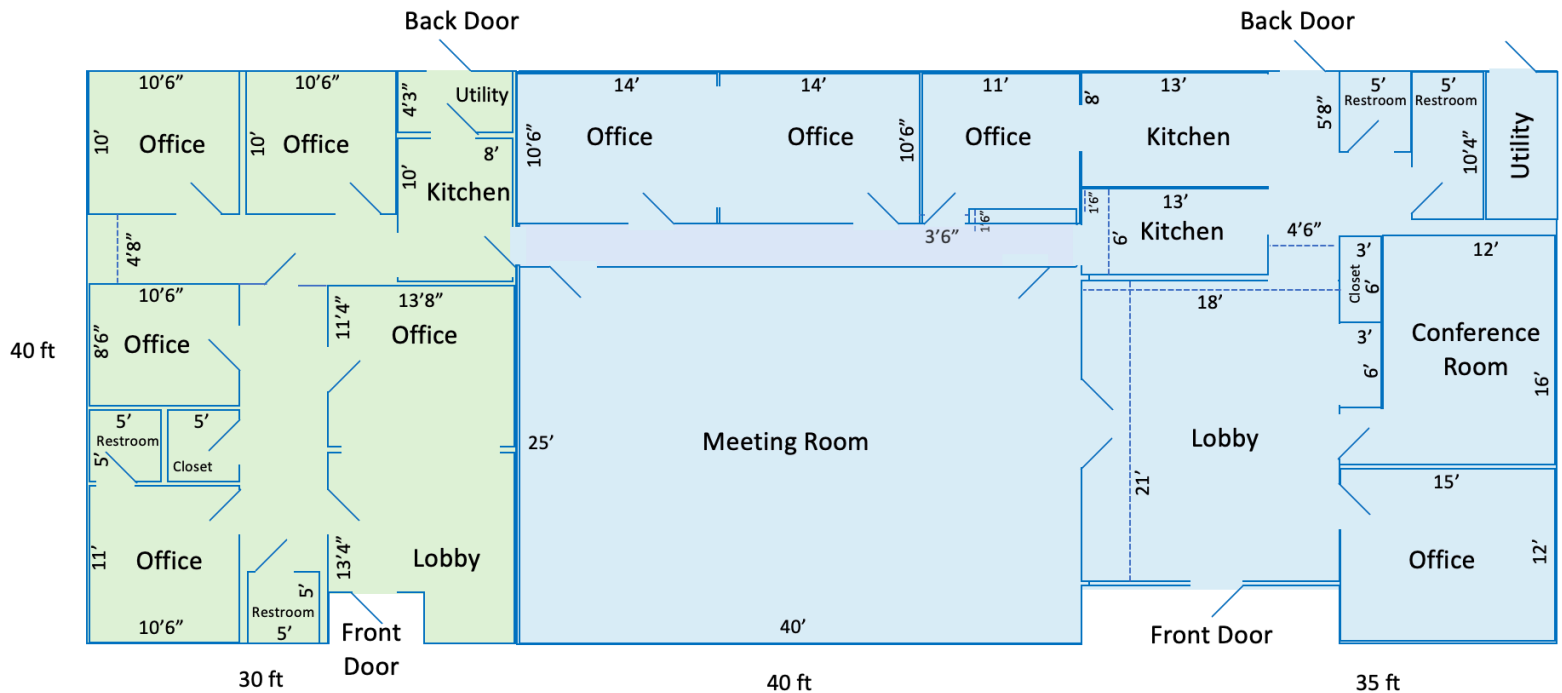 Back Door
Back Door
10'6"
10'6"
4'3"
Utility
14'
14'
11'
8'
13'
5'8"
5'
Restroom
5'
Restroom
10'
Office
10'
Office
8'
10'
Kitchen
10'6"
Office
Office
10'6"
Office
Kitchen
10'4"
Utility
4'8"
3'6"
1'6"
1'6"
6'
13'
Kitchen
4'6"
3'
Closet
6'
12'
10'6"
8'6"
Office
11'4"
13'8"
Office
18'
3'
6'
Conference
Room
16'
40 ft
5'
Restroom
5'
5'
Closet
25'
Meeting Room
21'
Lobby
15'
11'
Office
10'6"
5'
Restroom
5'
13'4"
Lobby
Office
12'
Front
Door
40'
Front Door
30 ft
40 ft
35 ft